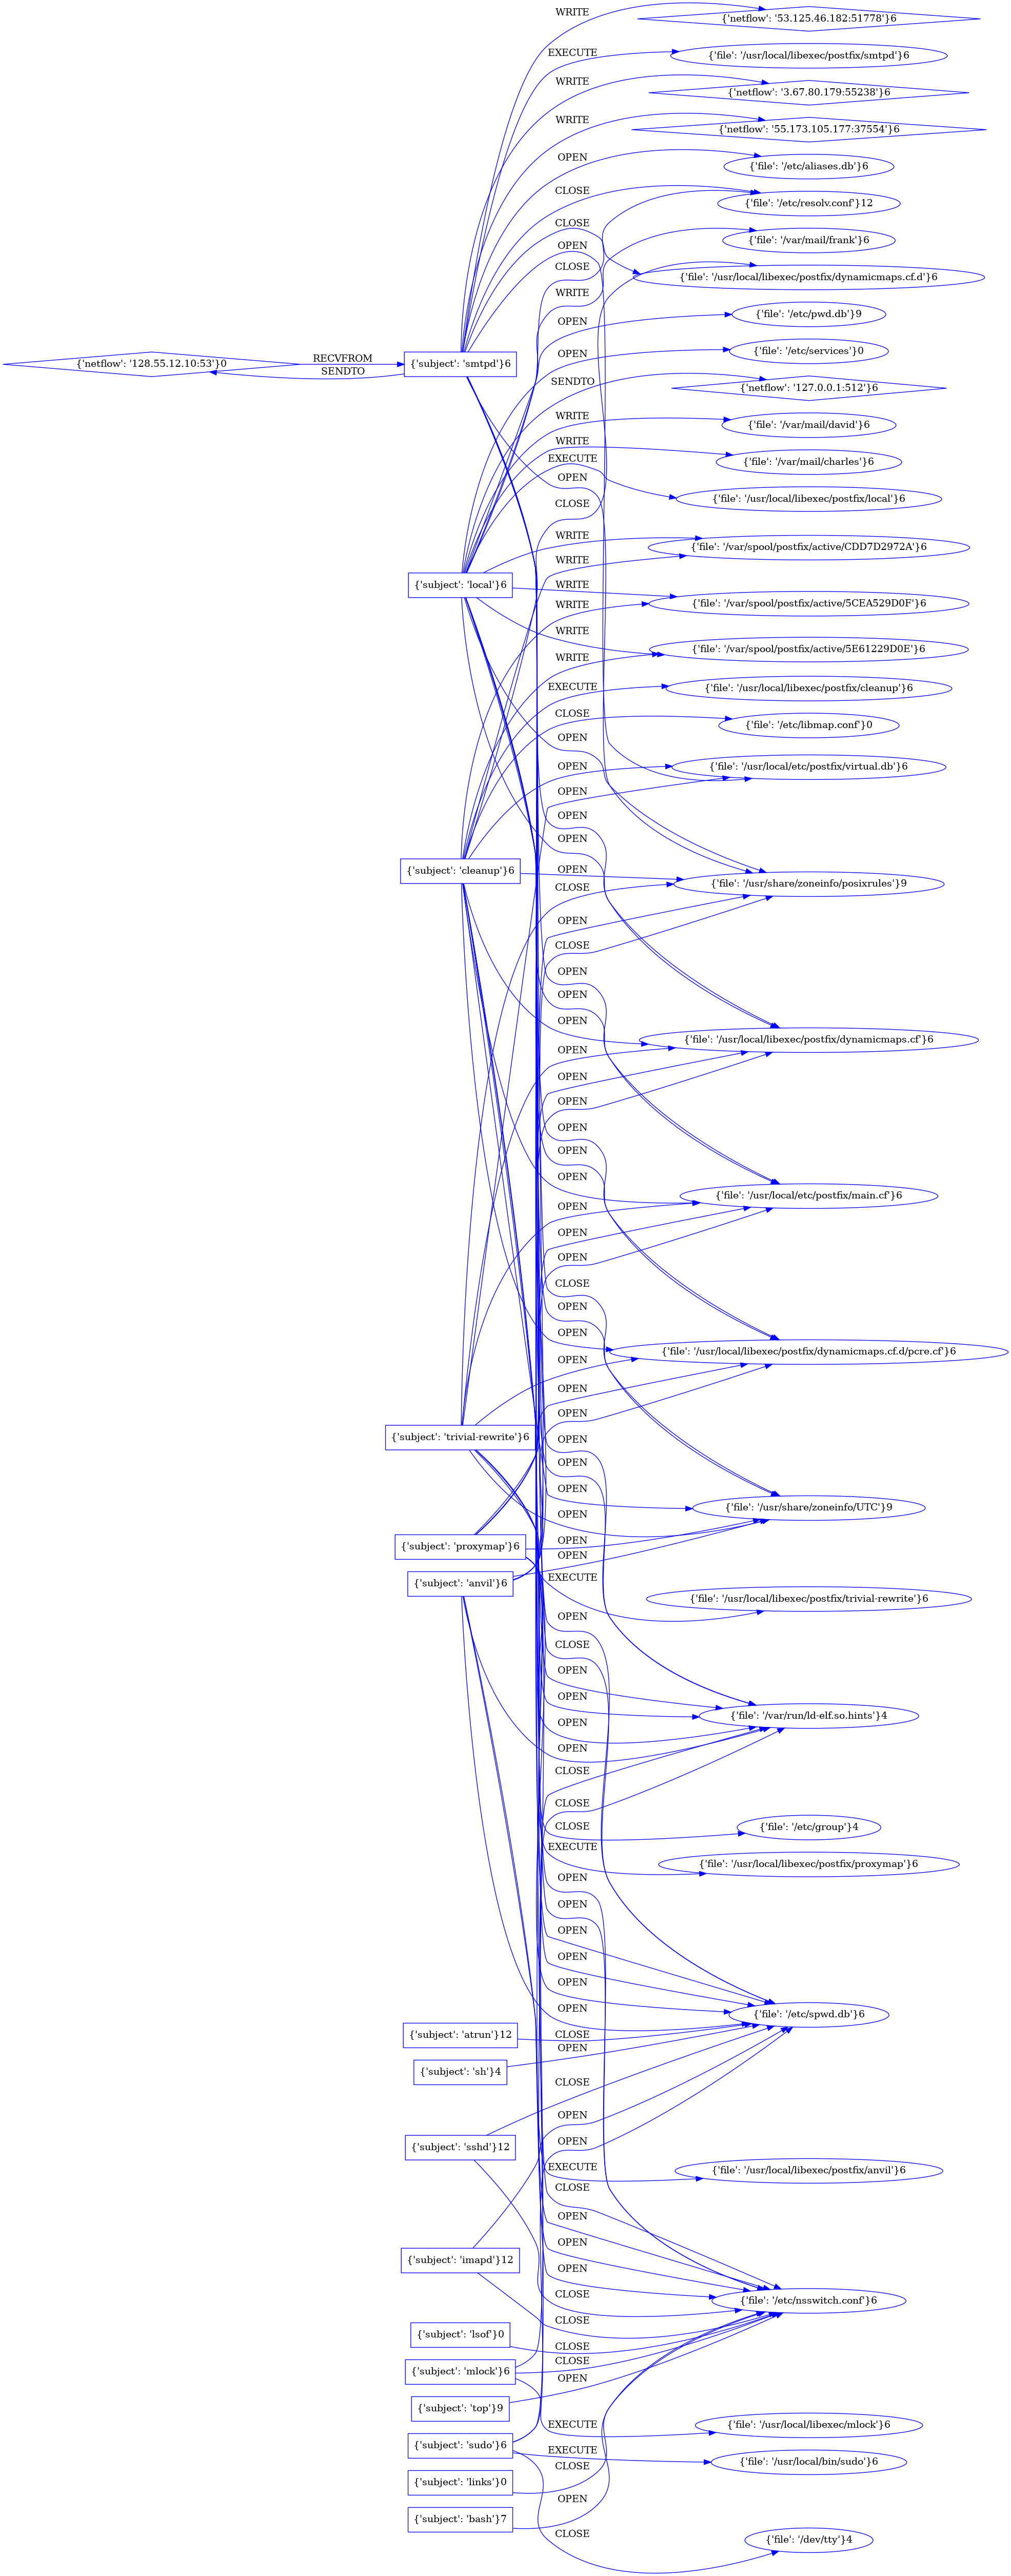 WRITE
{'netflow': '53.125.46.182:51778'}6
EXECUTE
{'file': '/usr/local/libexec/postfix/smtpd'}6
WRITE
{'netflow': '3.67.80.179:55238'}6
WRITE
{'netflow': '55.173.105.177:37554'}6
OPEN
{'file': '/etc/aliases.db'}6
CLOSE
{'file': '/etc/resolv.conf'}12
CLOSE
{'file': '/var/mail/frank'}6
OPEN
CLOSE
{'file': '/usr/local/libexec/postfix/dynamicmaps.cf.d'}6
WRITE
{'file': '/etc/pwd.db'}9
OPEN
OPEN
{'file': '/etc/services'}0
{'netflow': '128.55.12.10:53'}0
RECVFROM
SENDTO
{'subject': 'smtpd'}6
SENDTO
{'netflow': '127.0.0.1:512'}6
WRITE
{'file': '/var/mail/david'}6
WRITE
EXECUTE
{'file': '/var/mail/charles'}6
OPEN
{'file': '/usr/local/libexec/postfix/local'}6
CLOSE
WRITE
{'file': '/var/spool/postfix/active/CDD7D2972A'}6
WRITE
{'subject': 'local'}6
WRITE
{'file': '/var/spool/postfix/active/5CEA529D0F'}6
WRITE
WRITE
{'file': '/var/spool/postfix/active/5E61229D0E'}6
WRITE
EXECUTE
{'file': '/usr/local/libexec/postfix/cleanup'}6
CLOSE
{'file': '/etc/libmap.conf'}0
OPEN
OPEN
{'file': '/usr/local/etc/postfix/virtual.db'}6
OPEN
OPEN
OPEN
{'subject': 'cleanup'}6
OPEN
{'file': '/usr/share/zoneinfo/posixrules'}9
CLOSE
OPEN
CLOSE
OPEN
OPEN
OPEN
{'file': '/usr/local/libexec/postfix/dynamicmaps.cf'}6
OPEN
OPEN
OPEN
OPEN
OPEN
OPEN
{'file': '/usr/local/etc/postfix/main.cf'}6
OPEN
OPEN
OPEN
CLOSE
OPEN
OPEN
{'file': '/usr/local/libexec/postfix/dynamicmaps.cf.d/pcre.cf'}6
OPEN
OPEN
OPEN
{'subject': 'trivial-rewrite'}6
OPEN
OPEN
OPEN
{'file': '/usr/share/zoneinfo/UTC'}9
OPEN
{'subject': 'proxymap'}6
OPEN
OPEN
{'subject': 'anvil'}6
EXECUTE
{'file': '/usr/local/libexec/postfix/trivial-rewrite'}6
OPEN
CLOSE
OPEN
OPEN
{'file': '/var/run/ld-elf.so.hints'}4
OPEN
OPEN
CLOSE
CLOSE
CLOSE
{'file': '/etc/group'}4
EXECUTE
{'file': '/usr/local/libexec/postfix/proxymap'}6
OPEN
OPEN
OPEN
OPEN
OPEN
OPEN
{'file': '/etc/spwd.db'}6
{'subject': 'atrun'}12
CLOSE
OPEN
{'subject': 'sh'}4
CLOSE
OPEN
OPEN
{'subject': 'sshd'}12
EXECUTE
{'file': '/usr/local/libexec/postfix/anvil'}6
CLOSE
OPEN
OPEN
{'subject': 'imapd'}12
OPEN
CLOSE
{'file': '/etc/nsswitch.conf'}6
CLOSE
{'subject': 'lsof'}0
CLOSE
CLOSE
{'subject': 'mlock'}6
OPEN
{'subject': 'top'}9
EXECUTE
{'file': '/usr/local/libexec/mlock'}6
{'subject': 'sudo'}6
EXECUTE
{'file': '/usr/local/bin/sudo'}6
CLOSE
{'subject': 'links'}0
OPEN
{'subject': 'bash'}7
CLOSE
{'file': '/dev/tty'}4